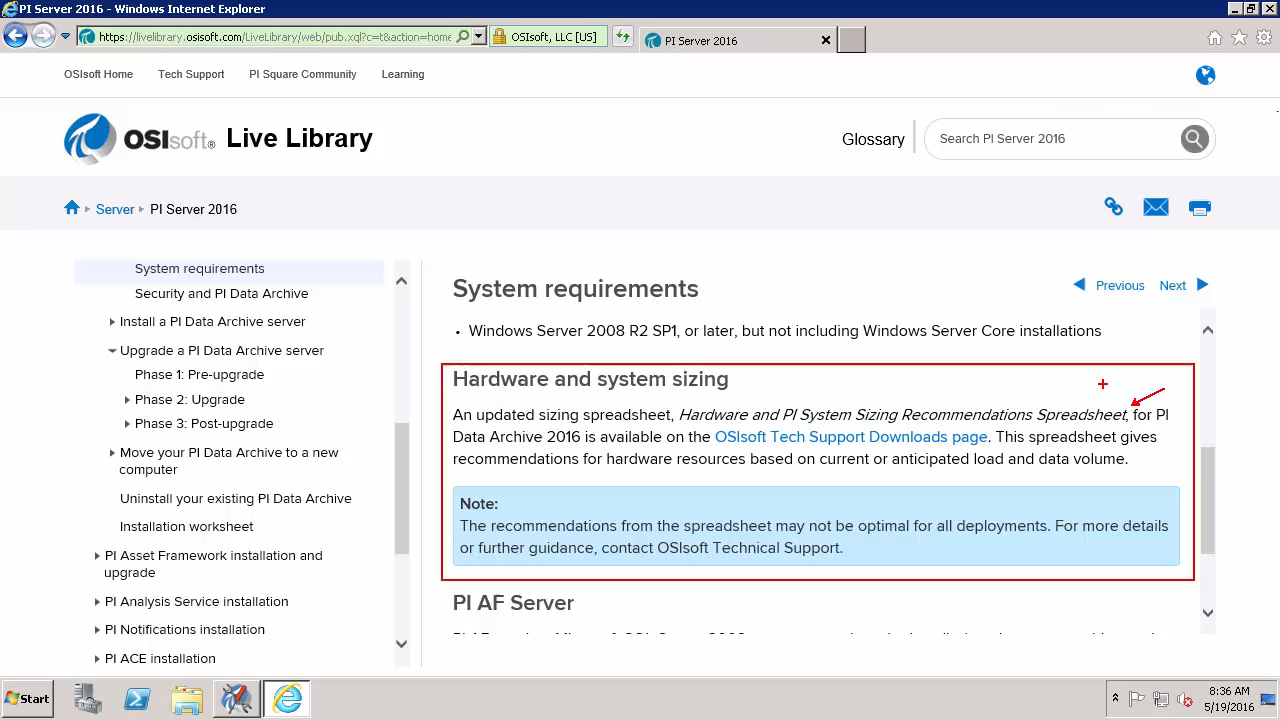 PI Server 2016 - Windows Internet Explorer
https://livelibrary.osisoft.com/LiveLibrary/web/pub.xql?c=t&action=home
OSIsoft, LLC [US]
PI Server 2016
OSIsoft Home
Tech Support
PI Square Community
Learning
OSIsoft® Live Library
Glossary
Search PI Server 2016
Server
PI Server 2016
System requirements
Security and PI Data Archive
Install a PI Data Archive server
Upgrade a PI Data Archive server
Phase 1: Pre-upgrade
Phase 2: Upgrade
Phase 3: Post-upgrade
Move your PI Data Archive to a new
computer
Uninstall your existing PI Data Archive
Installation worksheet
PI Asset Framework installation and
upgrade
PI Analysis Service installation
PI Notifications installation
PI ACE installation
System requirements
Previous
Next
• Windows Server 2008 R2 SP1, or later, but not including Windows Server Core installations
Hardware and system sizing
An updated sizing spreadsheet, Hardware and PI System Sizing Recommendations Spreadsheet, for PI
Data Archive 2016 is available on the OSIsoft Tech Support Downloads page. This spreadsheet gives
recommendations for hardware resources based on current or anticipated load and data volume.
Note:
The recommendations from the spreadsheet may not be optimal for all deployments. For more details
or further guidance, contact OSIsoft Technical Support.
PI AF Server
Start
8:36 AM
5/19/2016